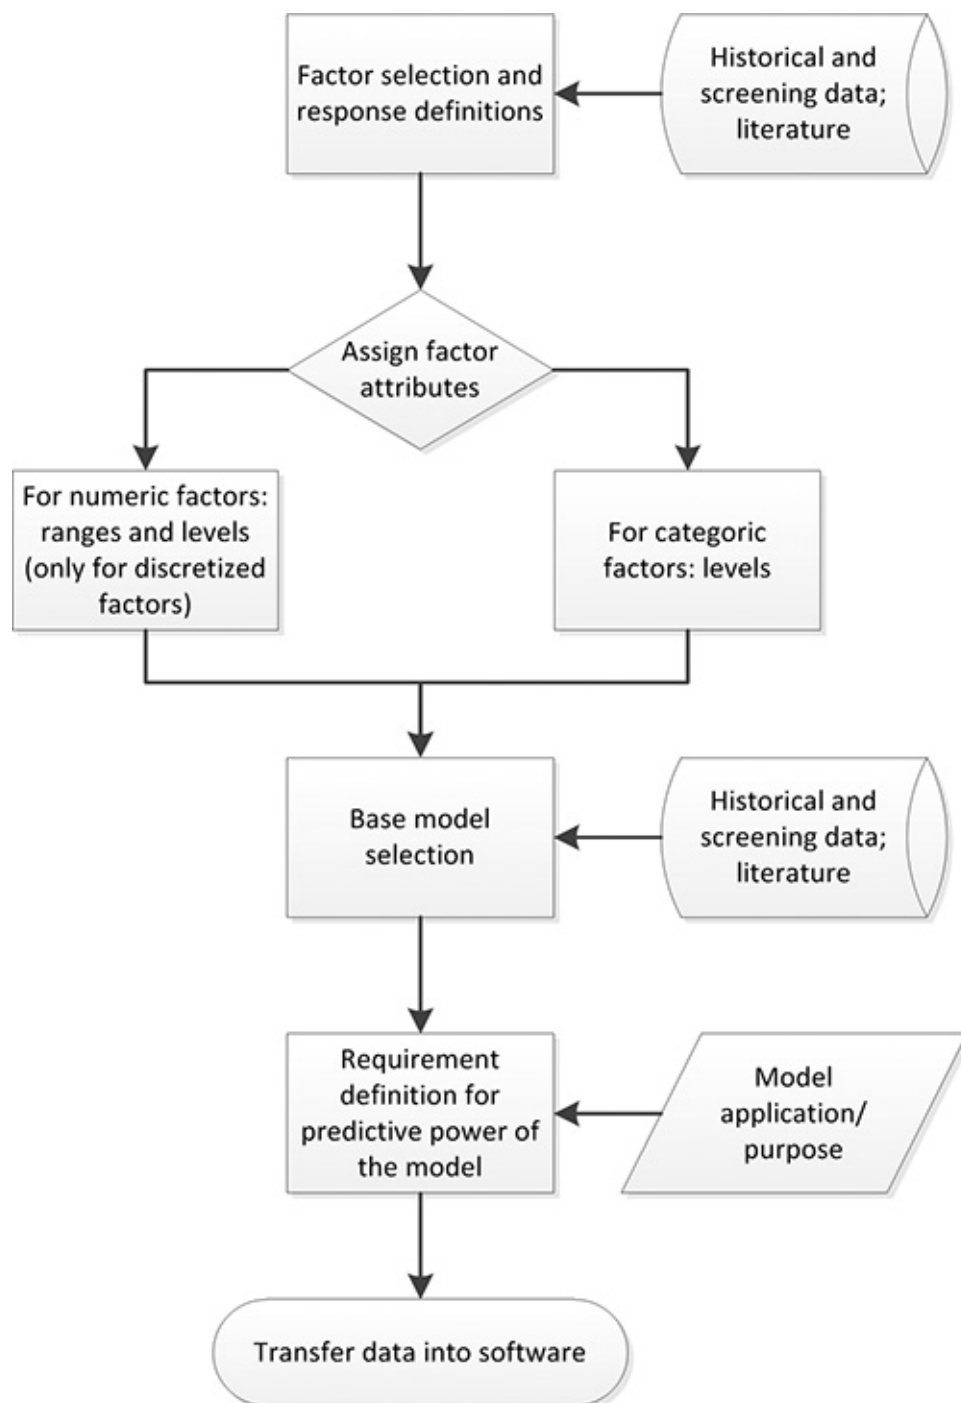 Factor selection and
response definitions
Historical and
screening data;
literature
Assign factor
attributes
For numeric factors:
ranges and levels
(only for discretized
factors)
For categoric
factors: levels
Base model
selection
Historical and
screening data;
literature
Requirement
definition for
predictive power of
the model
Model
application/
purpose
Transfer data into software